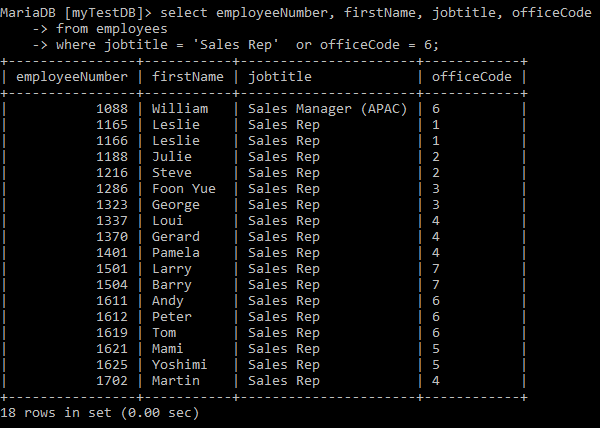 MariaDB [myTestDB]> select employeeNumber, firstName, jobtitle, officeCode
    -> from employees
    -> where jobtitle = 'Sales Rep'  or officeCode = 6;
+----------------+-----------+----------------------+------------+
| employeeNumber | firstName | jobtitle             | officeCode |
+----------------+-----------+----------------------+------------+
|           1088 | William   | Sales Manager (APAC) | 6          |
|           1165 | Leslie    | Sales Rep            | 1          |
|           1166 | Leslie    | Sales Rep            | 1          |
|           1188 | Julie     | Sales Rep            | 2          |
|           1216 | Steve     | Sales Rep            | 2          |
|           1286 | Foon Yue  | Sales Rep            | 3          |
|           1323 | George    | Sales Rep            | 3          |
|           1337 | Loui      | Sales Rep            | 4          |
|           1370 | Gerard    | Sales Rep            | 4          |
|           1401 | Pamela    | Sales Rep            | 4          |
|           1501 | Larry     | Sales Rep            | 7          |
|           1504 | Barry     | Sales Rep            | 7          |
|           1611 | Andy      | Sales Rep            | 6          |
|           1612 | Peter     | Sales Rep            | 6          |
|           1619 | Tom       | Sales Rep            | 6          |
|           1621 | Mami      | Sales Rep            | 5          |
|           1625 | Yoshimi   | Sales Rep            | 5          |
|           1702 | Martin    | Sales Rep            | 4          |
+----------------+-----------+----------------------+------------+
18 rows in set (0.00 sec)